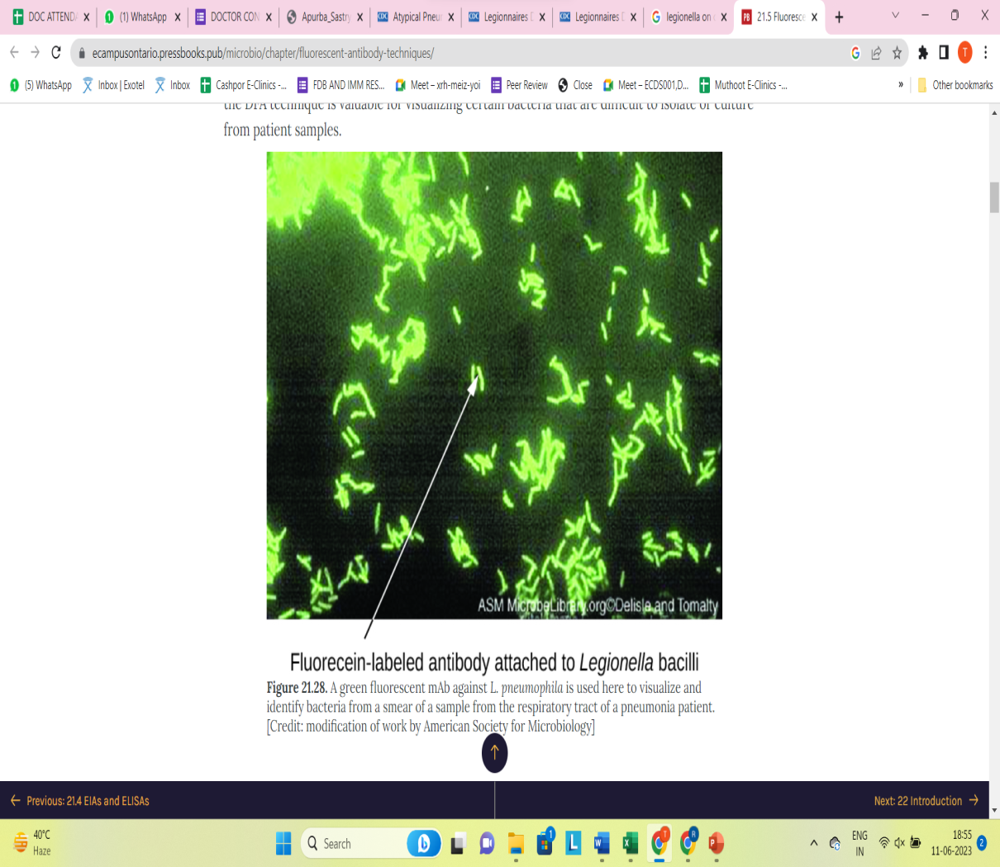 DOC ATTEND
(1) WhatsApp
DOCTOR CON
Apurba_Sastry
CDC
Atypical Pneu
CDC
Legionnaires D
CDC
Legionnaires D
legionella on
PB
21.5 Fluoresce
ecampusontario.pressbooks.pub/microbio/chapter/fluorescent-antibody-techniques/
T
(5) WhatsApp
Inbox | Exotel
Inbox
Cashpor E-Clinics -...
FDB AND IMM RES...
Meet – xrh-meiz-yoi
Peer Review
Close
Meet – ECDS001,D...
Muthoot E-Clinics -...
»
Other bookmarks
the DFA technique is valuable for visualizing certain bacteria that are difficult to isolate or culture
from patient samples.
ASM MicrobeLibrary.org©Delisle and Tomalty
Fluorecein-labeled antibody attached to Legionella bacilli
Figure 21.28. A green fluorescent mAb against L. pneumophila is used here to visualize and
identify bacteria from a smear of a sample from the respiratory tract of a pneumonia patient.
[Credit: modification of work by American Society for Microbiology]
Previous: 21.4 EIAs and ELISAs
Next: 22 Introduction
40°C
Haze
Search
1
L
W
X
T
R
P
ENG
IN
18:55
11-06-2023
2